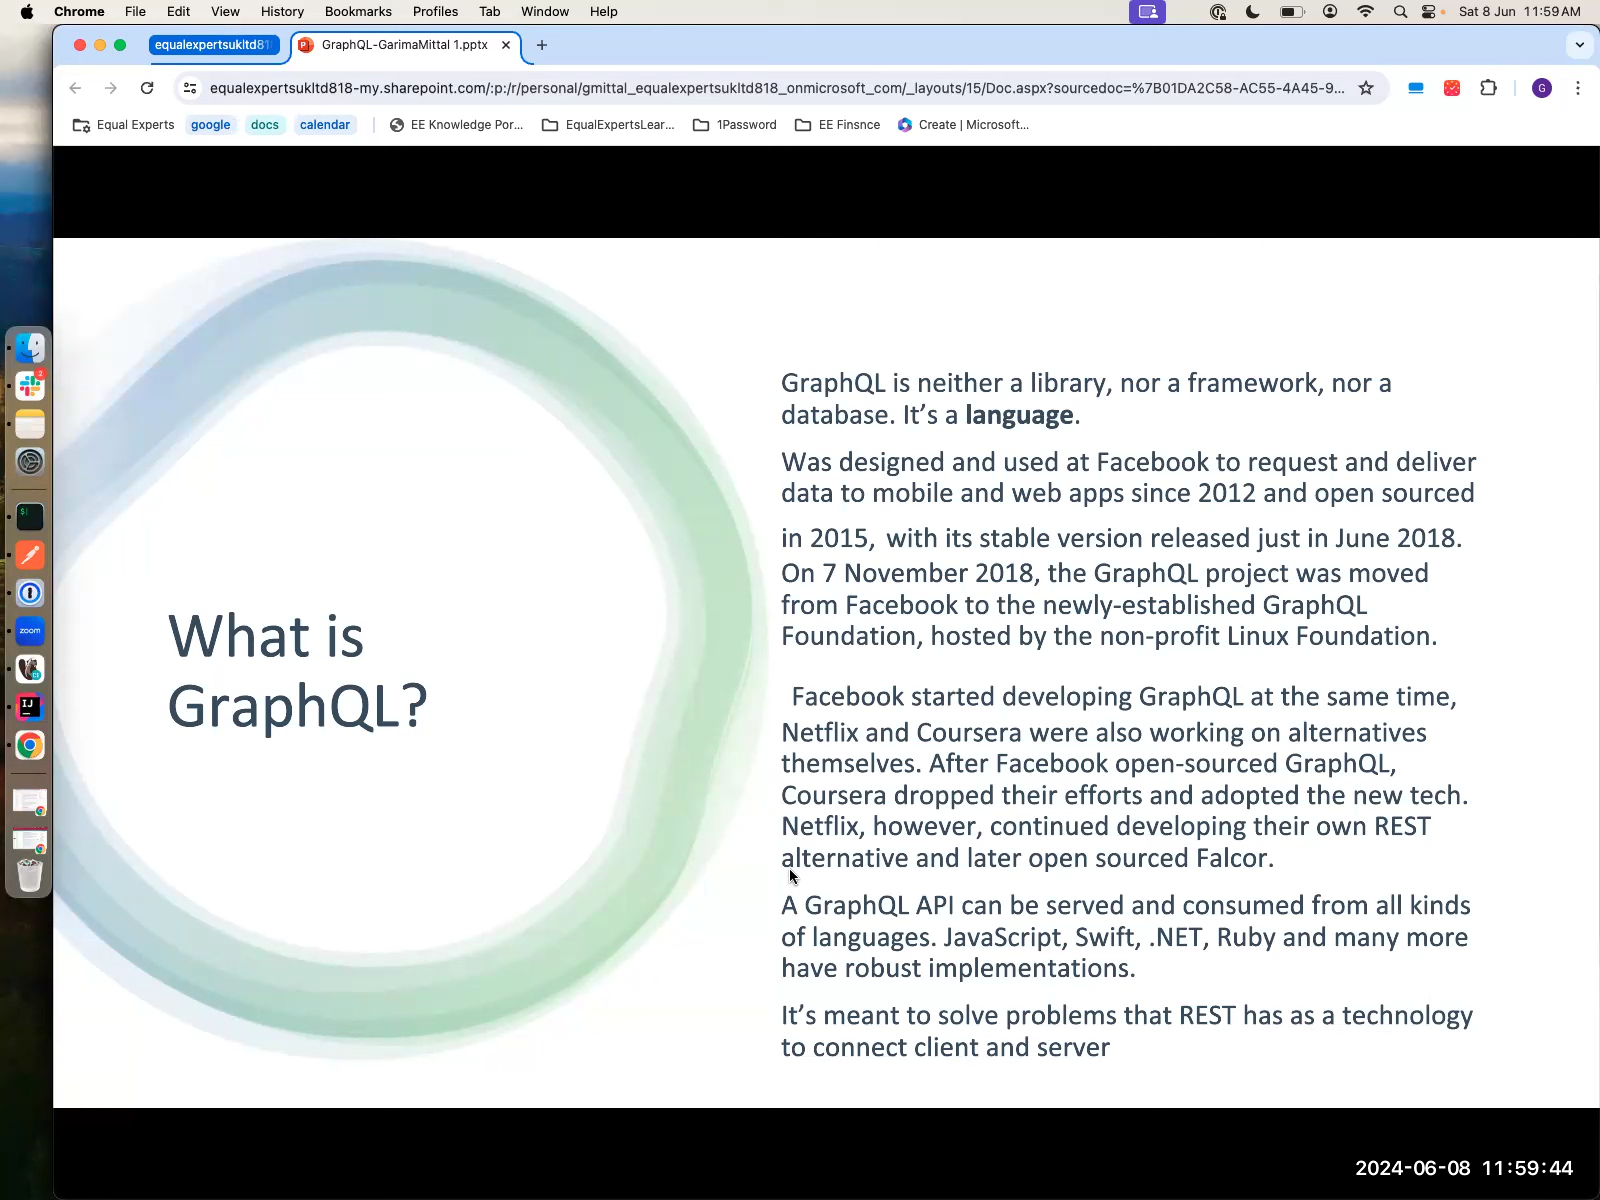 Chrome File Edit View History Bookmarks Profiles Tab Window Help Sat 8 Jun 11:59 AM
equalexpertsukltd818 GraphQL-GarimaMittal 1.pptx
equalexpertsukltd818-my.sharepoint.com/:p:/r/personal/gmittal_equalexpertsukltd818_onmicrosoft_com/_layouts/15/Doc.aspx?sourcedoc=%7B01DA2C58-AC55-4A45-9... G
Equal Experts google docs calendar EE Knowledge Por... EqualExpertsLear... 1Password EE Finsnce Create | Microsoft...
What is
GraphQL?
GraphQL is neither a library, nor a framework, nor a
database. It’s a language.
Was designed and used at Facebook to request and deliver
data to mobile and web apps since 2012 and open sourced
in 2015, with its stable version released just in June 2018.
On 7 November 2018, the GraphQL project was moved
from Facebook to the newly-established GraphQL
Foundation, hosted by the non-profit Linux Foundation.
Facebook started developing GraphQL at the same time,
Netflix and Coursera were also working on alternatives
themselves. After Facebook open-sourced GraphQL,
Coursera dropped their efforts and adopted the new tech.
Netflix, however, continued developing their own REST
alternative and later open sourced Falcor.
A GraphQL API can be served and consumed from all kinds
of languages. JavaScript, Swift, .NET, Ruby and many more
have robust implementations.
It’s meant to solve problems that REST has as a technology
to connect client and server
2
zoom
IJ
2024-06-08 11:59:44